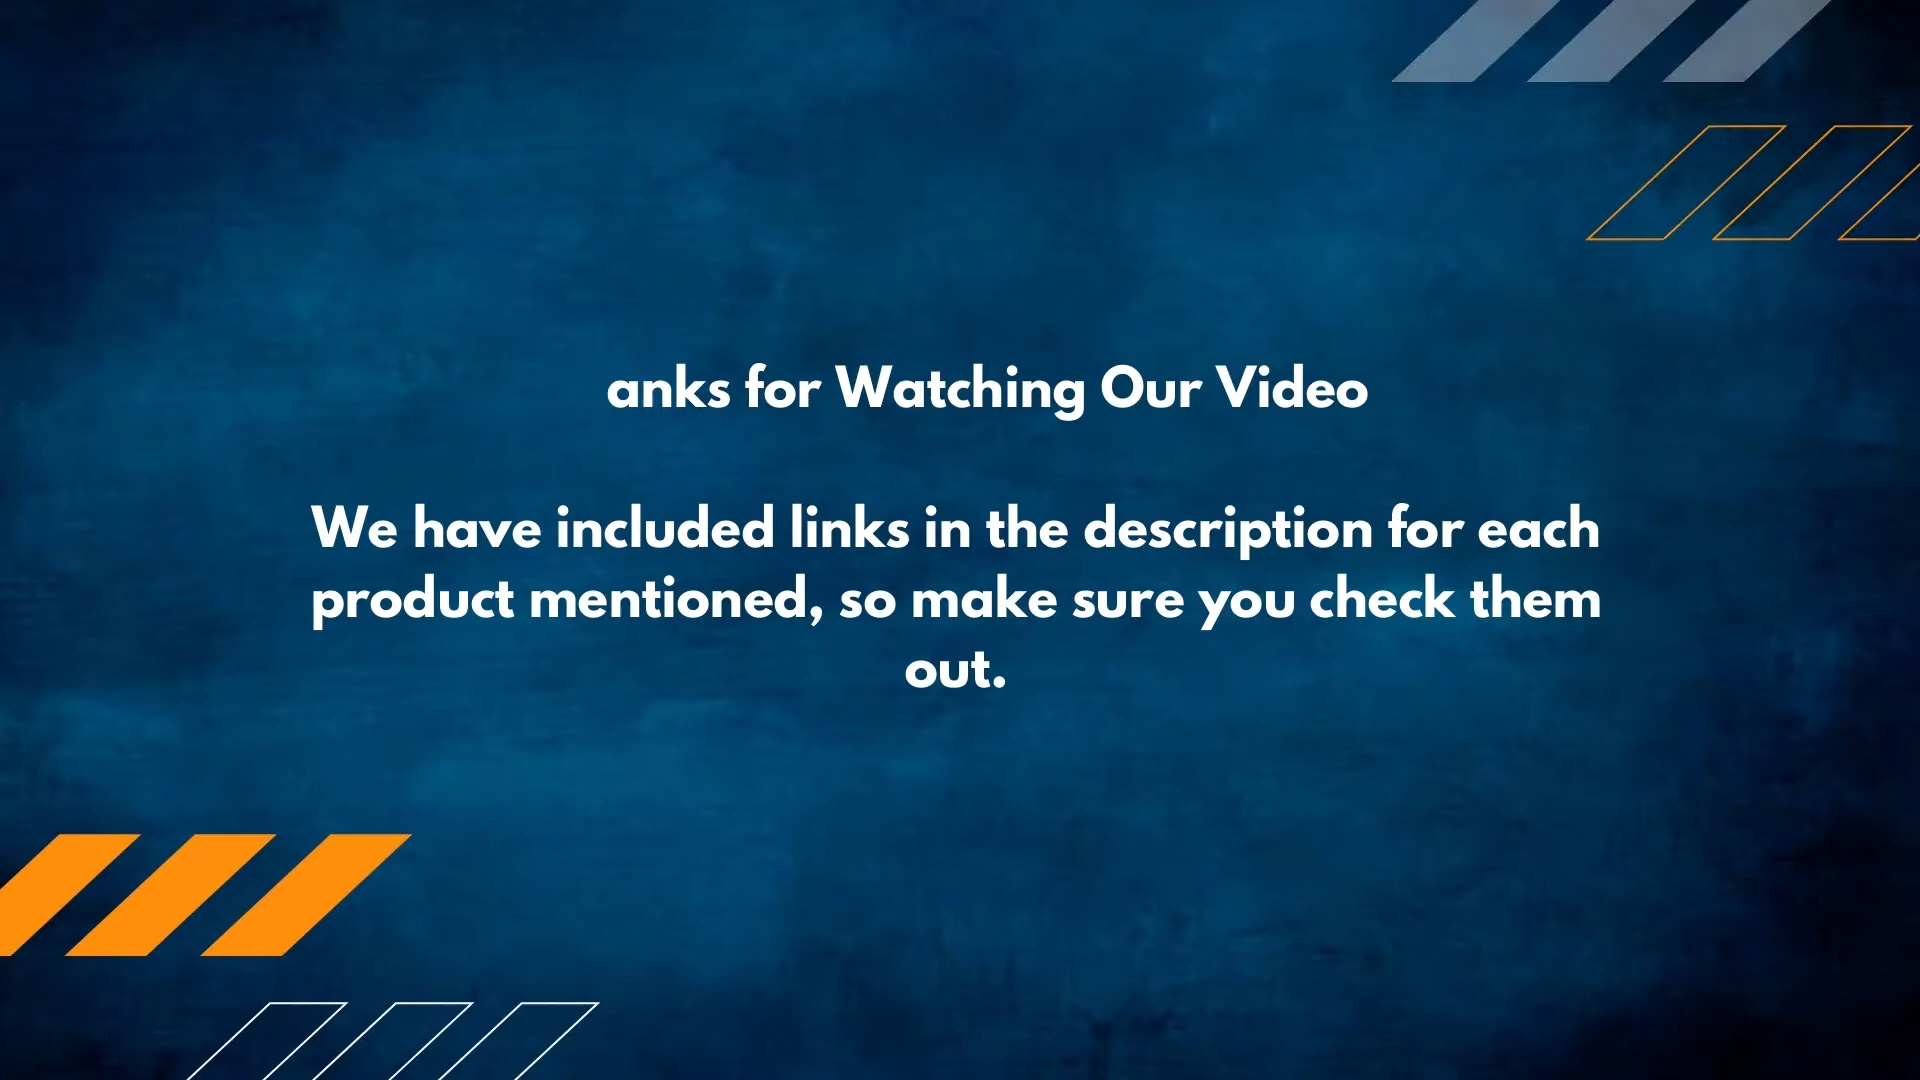 anks for Watching Our Video
We have included links in the description for each
product mentioned, so make sure you check them
out.